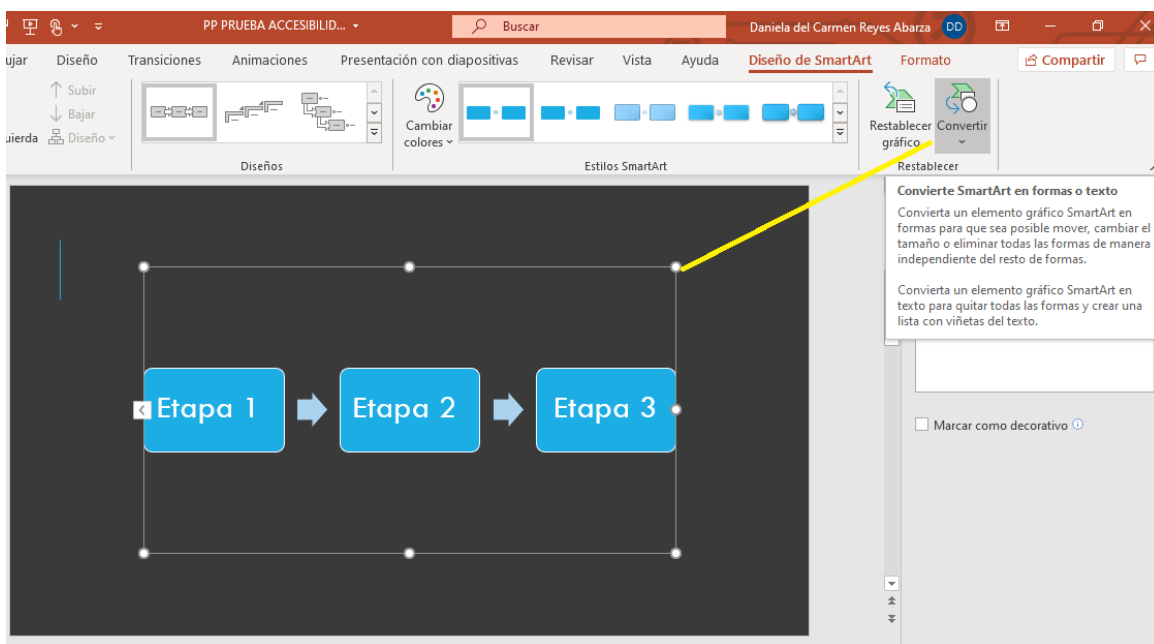 PP PRUEBA ACCESIBILID...
Buscar
Daniela del Carmen Reyes Abarza
DD
ujar Diseño Transiciones Animaciones Presentación con diapositivas Revisar Vista Ayuda Diseño de SmartArt Formato Compartir
Subir
Bajar
uierda Diseño
Cambiar
colores
Restablecer
gráfico
Convertir
Diseños
Estilos SmartArt
Restablecer
Convierte SmartArt en formas o texto
Convierta un elemento gráfico SmartArt en
formas para que sea posible mover, cambiar el
tamaño o eliminar todas las formas de manera
independiente del resto de formas.
Convierta un elemento gráfico SmartArt en
texto para quitar todas las formas y crear una
lista con viñetas del texto.
Etapa 1
Etapa 2
Etapa 3
Marcar como decorativo